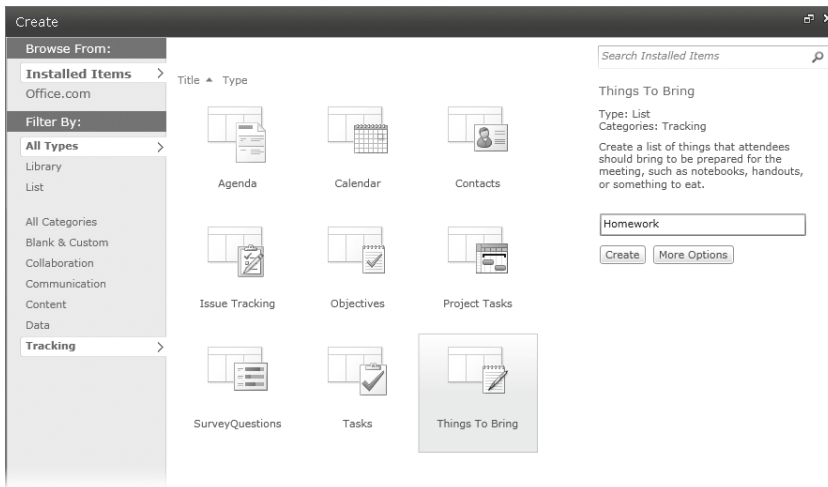 Create
Browse From:
Installed Items
Office.com
Filter By:
All Types
Library
List
All Categories
Blank & Custom
Collaboration
Communication
Content
Data
Tracking
Title Type
Agenda Calendar Contacts
Issue Tracking Objectives Project Tasks
SurveyQuestions Tasks Things To Bring
Search Installed Items
Things To Bring
Type: List
Categories: Tracking
Create a list of things that attendees
should bring to be prepared for the
meeting, such as notebooks, handouts,
or something to eat.
Homework
Create More Options